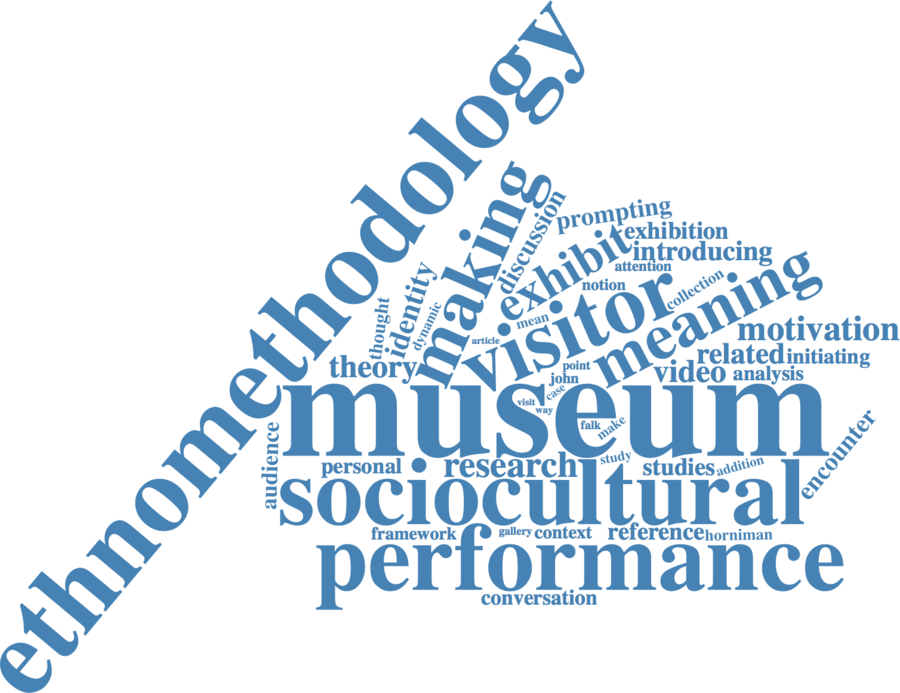 ethnomethodology
making
discussion
prompting
exhibition
exhibit
introducing
attention
identity
thought
dynamic
notion
collection
visitor
meaning
mean
article
motivation
theory
point
related
initiating
john
video
analysis
museum
case
visit
way
falk
make
audience
personal
research
study
studies
addition
encounter
sociocultural
framework
gallery
context
reference
horniman
performance
conversation